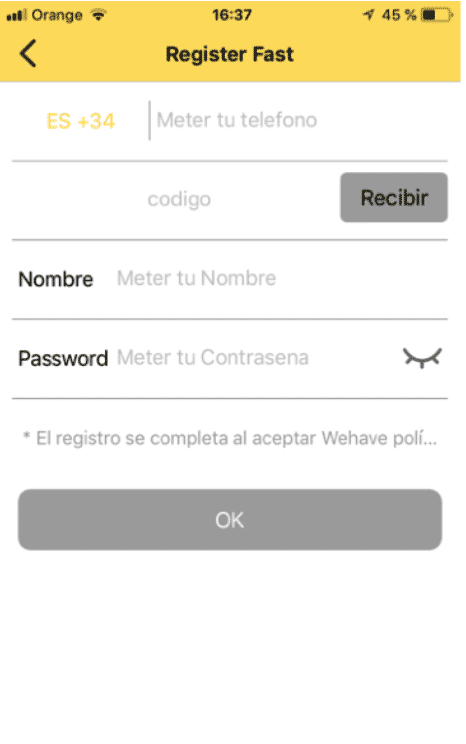 Orange 16:37 45 %
Register Fast
ES +34 Meter tu telefono
codigo Recibir
Nombre Meter tu Nombre
Password Meter tu Contrasena
* El registro se completa al aceptar Wehave polí...
OK